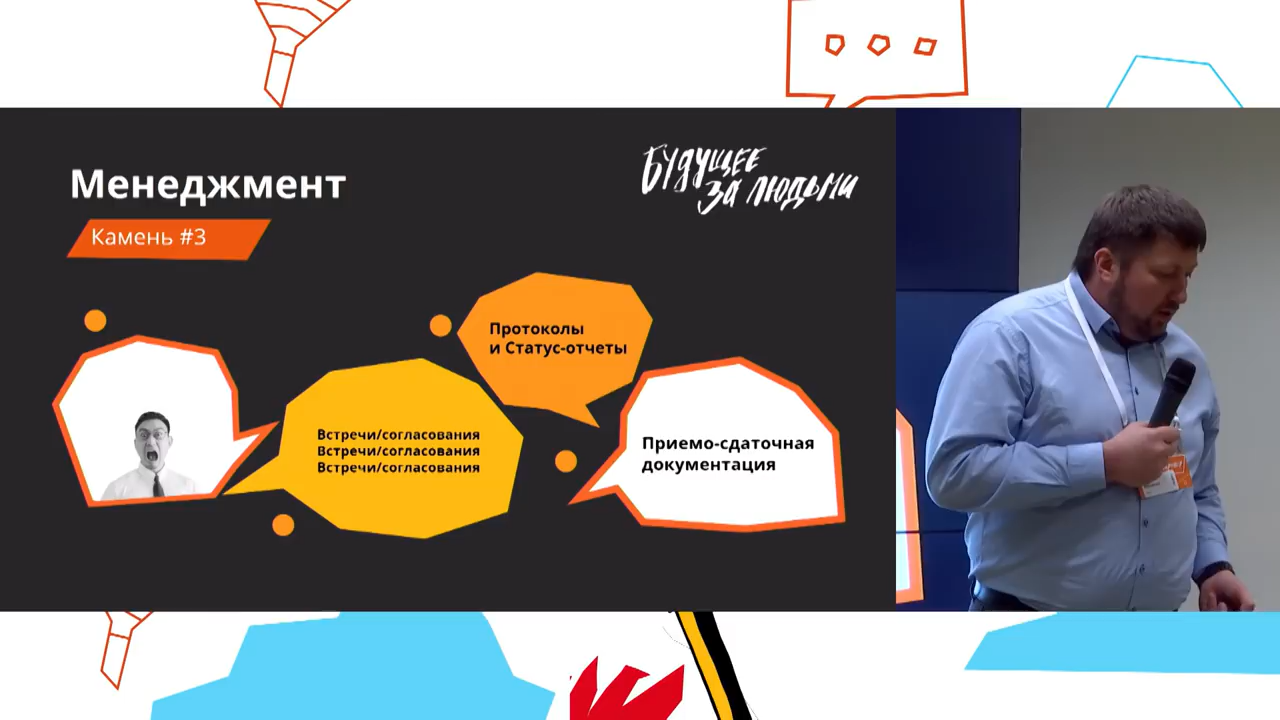 Менеджмент
Камень #3
Будущее
за людьми
Протоколы
и Статус-отчеты
Встречи/согласования
Встречи/согласования
Встречи/согласования
Приемо-сдаточная
документация